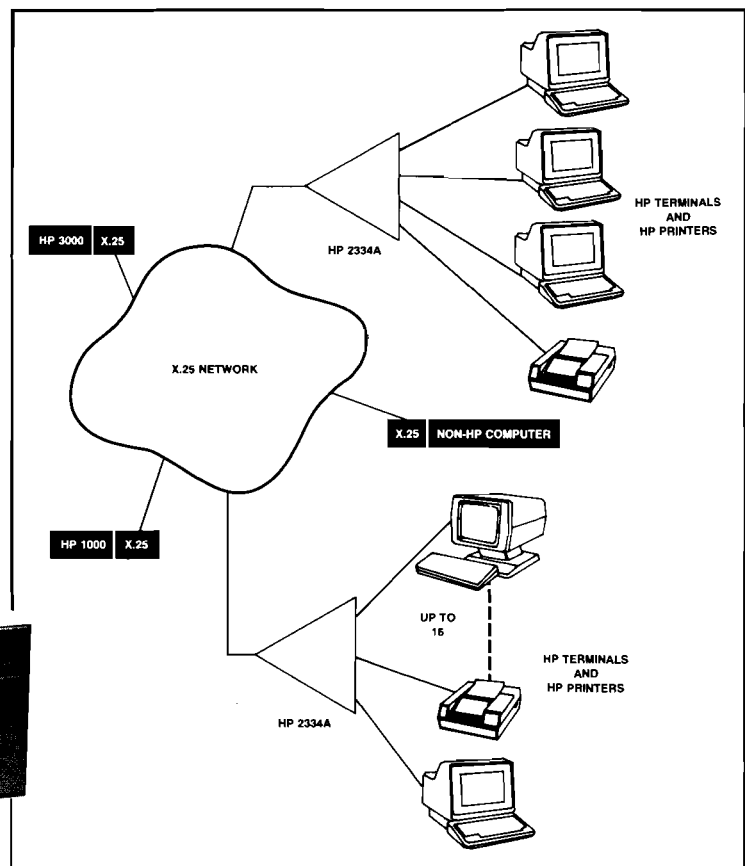 HP TERMINALS
AND
HP PRINTERS
HP 2334A
HP 3000 X.25
X.25 NETWORK
X.25 NON-HP COMPUTER
HP 1000 X.25
UP TO
16
HP TERMINALS
AND
HP PRINTERS
HP 2334A